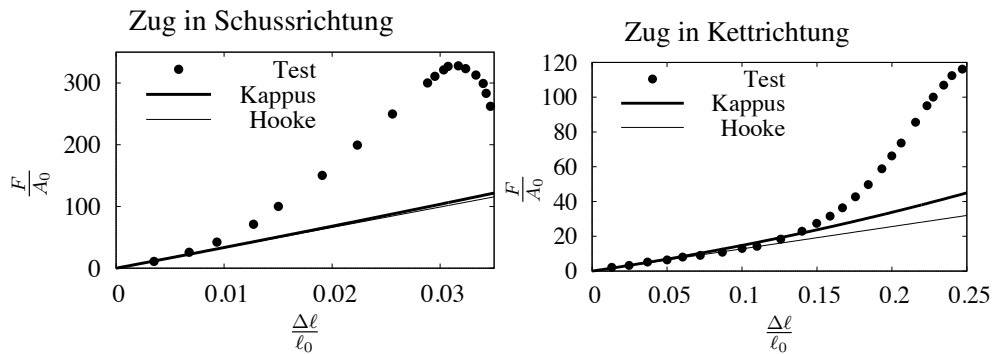 Zug in Schussrichtung
300
200
100
0
F
A0
Test
Kappus
Hooke
0
0.01
0.02
0.03
Δℓ
ℓ0
Zug in Kettrichtung
120
100
80
60
40
20
0
F
A0
Test
Kappus
Hooke
0
0.05
0.1
0.15
0.2
0.25
Δℓ
ℓ0